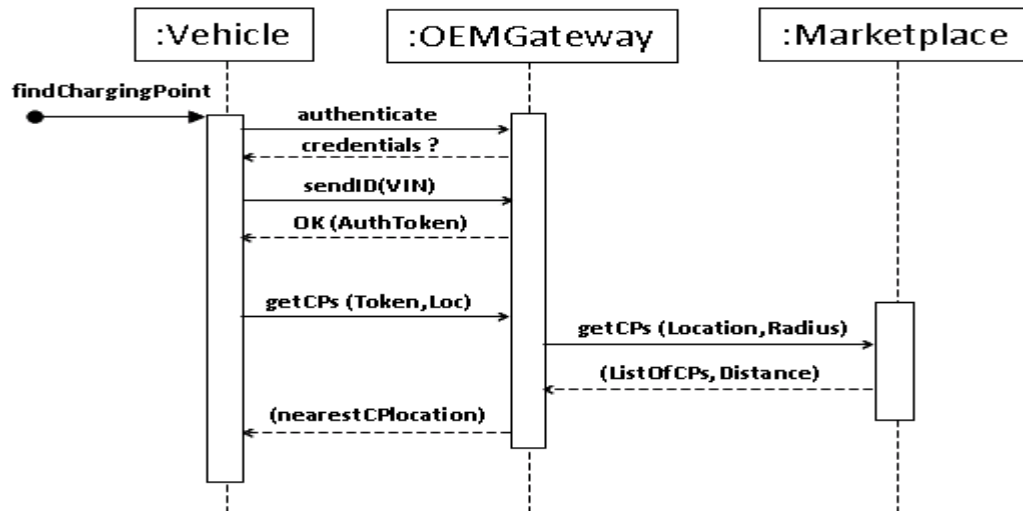 :Vehicle
:OEMGateway
:Marketplace
findChargingPoint
authenticate
credentials ?
sendID(VIN)
OK (AuthToken)
getCPs (Token,Loc)
getCPs (Location,Radius)
(ListOfCPs,Distance)
(nearestCPlocation)